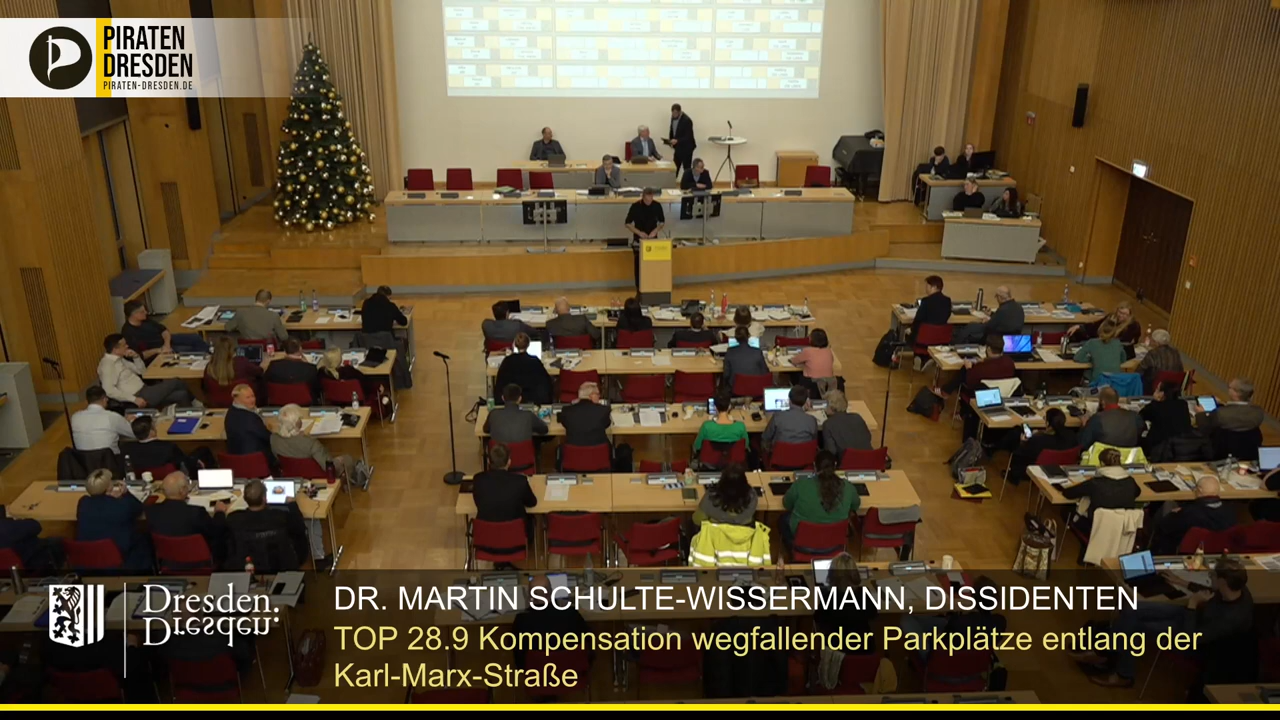 PIRATEN
DRESDEN
PIRATEN-DRESDEN.DE
Dresden.
Dresden.
DR. MARTIN SCHULTE-WISSERMANN, DISSIDENTEN
TOP 28.9 Kompensation wegfallender Parkplätze entlang der
Karl-Marx-Straße